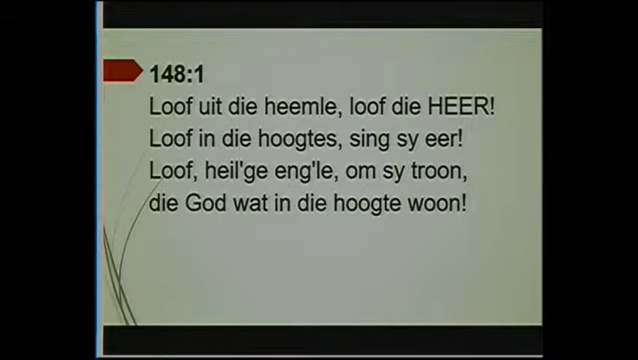 148:1
Loof uit die heemle, loof die HEER!
Loof in die hoogtes, sing sy eer!
Loof, heil'ge eng'le, om sy troon,
die God wat in die hoogte woon!